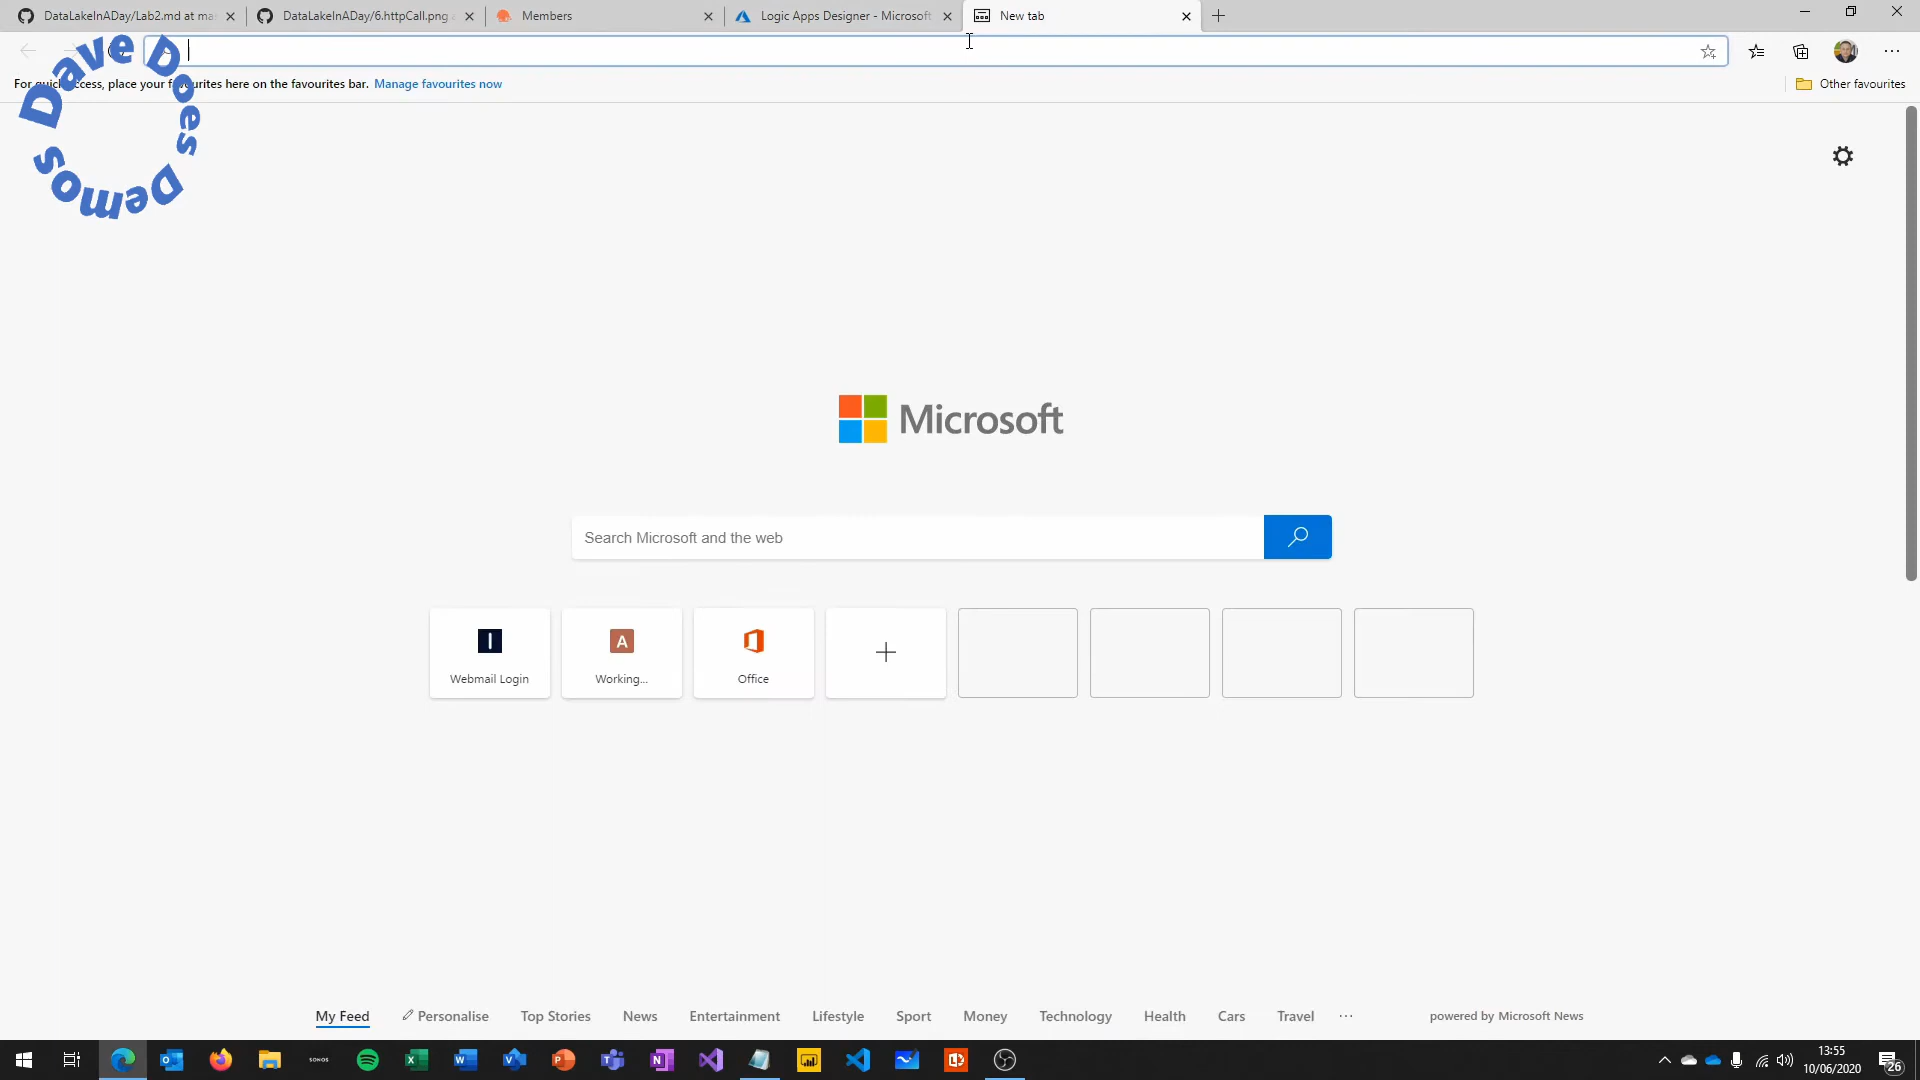 DataLakeInADay/Lab2.md at mas
DataLakeInADay/6.httpCall.png a
Members
Logic Apps Designer - Microsoft
New tab
For quick access, place your favourites here on the favourites bar. Manage favourites now
Other favourites
Dave Does Demos
Microsoft
Search Microsoft and the web
I
A
Webmail Login
Working...
Office
My Feed
Personalise
Top Stories
News
Entertainment
Lifestyle
Sport
Money
Technology
Health
Cars
Travel
powered by Microsoft News
SONOS
13:55
10/06/2020
26